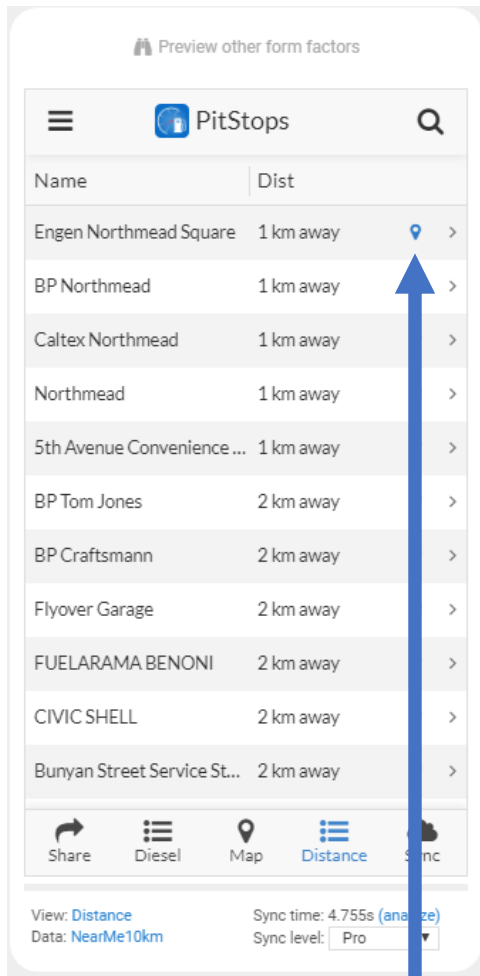 Preview other form factors
PitStops
Name Dist
Engen Northmead Square 1 km away
BP Northmead 1 km away
Caltex Northmead 1 km away
Northmead 1 km away
5th Avenue Convenience ... 1 km away
BP Tom Jones 2 km away
BP Craftsmann 2 km away
Flyover Garage 2 km away
FUELARAMA BENONI 2 km away
CIVIC SHELL 2 km away
Bunyan Street Service St... 2 km away
Share Diesel Map Distance Sync
View: Distance Sync time: 4.755s (analyze)
Data: NearMe10km Sync level: Pro